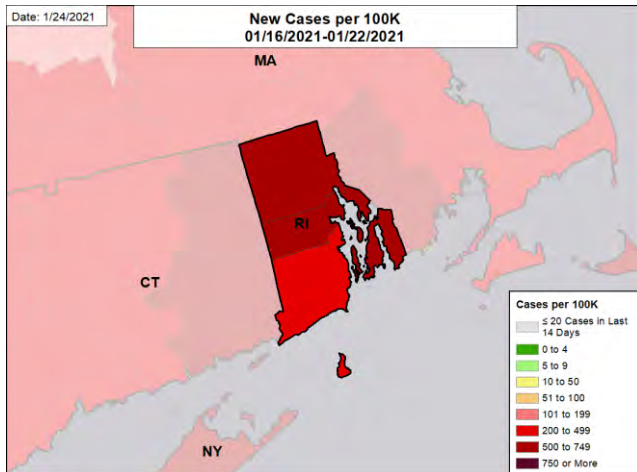 Date: 1/24/2021
New Cases per 100K
01/16/2021-01/22/2021
MA
RI
CT
NY
Cases per 100K
≤ 20 Cases in Last
14 Days
0 to 4
5 to 9
10 to 50
51 to 100
101 to 199
200 to 499
500 to 749
750 or More